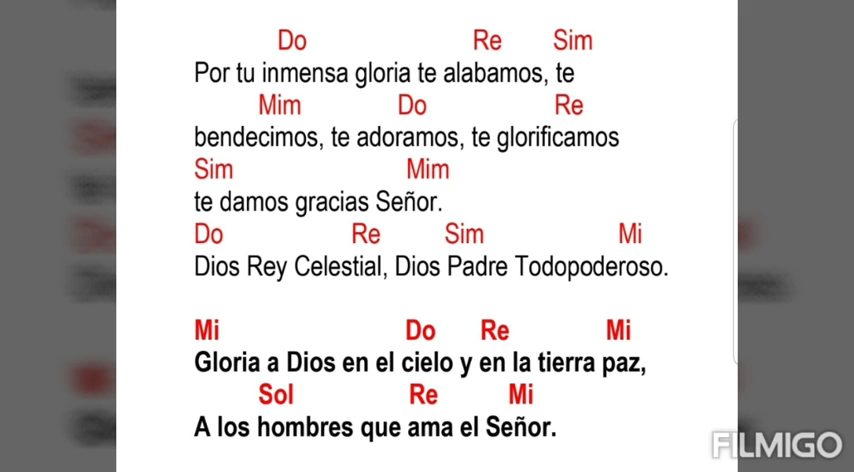 Do Re Sim
Por tu inmensa gloria te alabamos, te
Mim Do Re
bendecimos, te adoramos, te glorificamos
Sim Mim
te damos gracias Señor.
Do Re Sim Mi
Dios Rey Celestial, Dios Padre Todopoderoso.
Mi Do Re Mi
Gloria a Dios en el cielo y en la tierra paz,
Sol Re Mi
A los hombres que ama el Señor.
FILMIGO